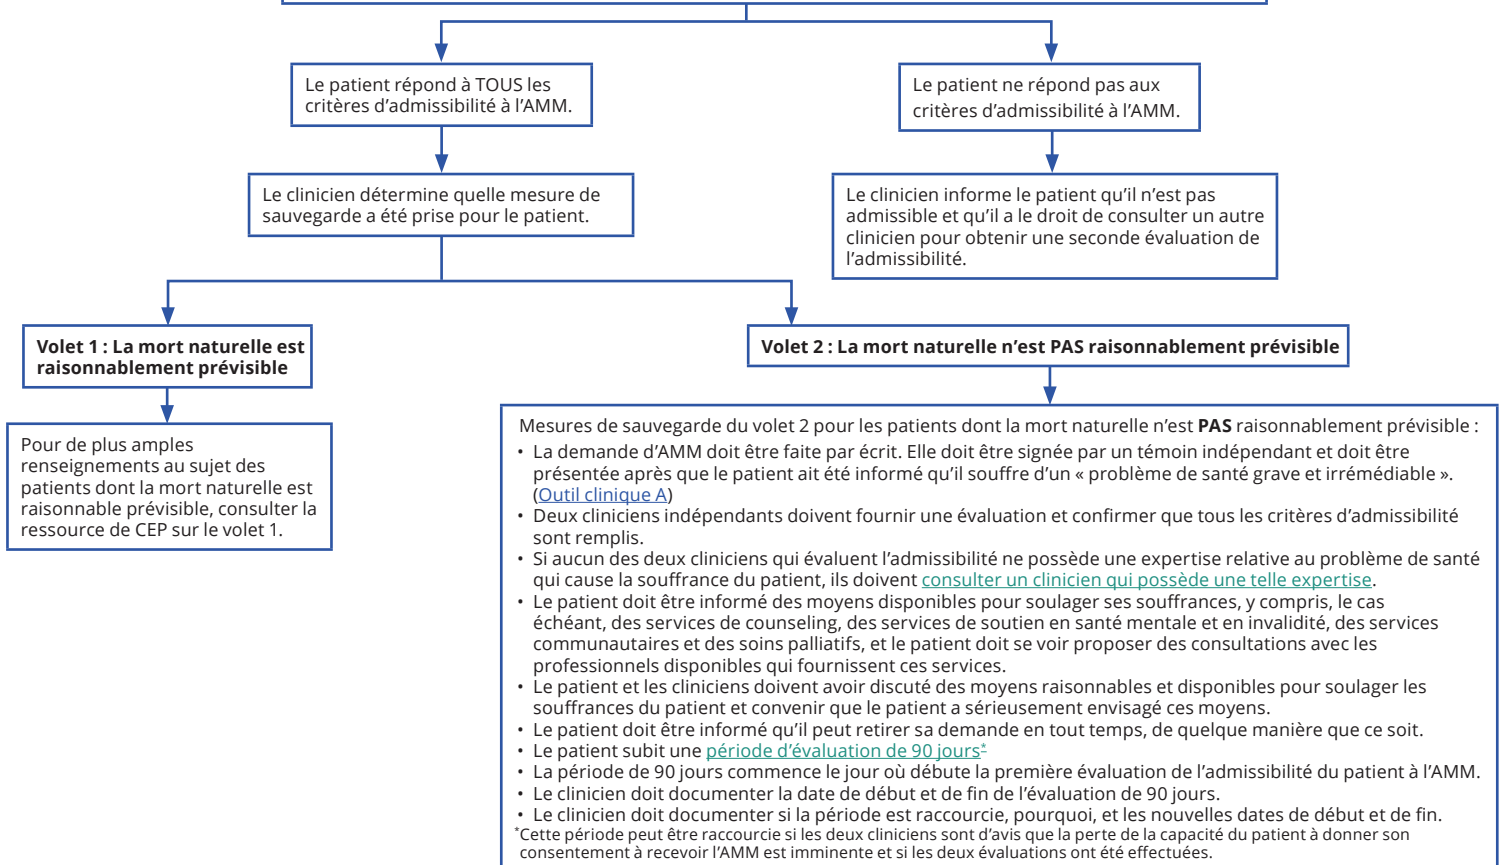 Le patient répond à TOUS les
critères d'admissibilité à l'AMM.
Le patient ne répond pas aux
critères d'admissibilité à l'AMM.
Le clinicien détermine quelle mesure de
sauvegarde a été prise pour le patient.
Le clinicien informe le patient qu'il n'est pas
admissible et qu'il a le droit de consulter un autre
clinicien pour obtenir une seconde évaluation de
l'admissibilité.
Volet 1 : La mort naturelle est
raisonnablement prévisible
Volet 2 : La mort naturelle n'est PAS raisonnablement prévisible
Pour de plus amples
renseignements au sujet des
patients dont la mort naturelle est
raisonnable prévisible, consulter la
ressource de CEP sur le volet 1.
Mesures de sauvegarde du volet 2 pour les patients dont la mort naturelle n'est PAS raisonnablement prévisible :
• La demande d'AMM doit être faite par écrit. Elle doit être signée par un témoin indépendant et doit être
présentée après que le patient ait été informé qu'il souffre d'un « problème de santé grave et irrémédiable ».
(Outil clinique A)
• Deux cliniciens indépendants doivent fournir une évaluation et confirmer que tous les critères d'admissibilité
sont remplis.
• Si aucun des deux cliniciens qui évaluent l'admissibilité ne possède une expertise relative au problème de santé
qui cause la souffrance du patient, ils doivent consulter un clinicien qui possède une telle expertise.
• Le patient doit être informé des moyens disponibles pour soulager ses souffrances, y compris, le cas
échéant, des services de counseling, des services de soutien en santé mentale et en invalidité, des services
communautaires et des soins palliatifs, et le patient doit se voir proposer des consultations avec les
professionnels disponibles qui fournissent ces services.
• Le patient et les cliniciens doivent avoir discuté des moyens raisonnables et disponibles pour soulager les
souffrances du patient et convenir que le patient a sérieusement envisagé ces moyens.
• Le patient doit être informé qu'il peut retirer sa demande en tout temps, de quelque manière que ce soit.
• Le patient subit une période d'évaluation de 90 jours*
• La période de 90 jours commence le jour où débute la première évaluation de l'admissibilité du patient à l'AMM.
• Le clinicien doit documenter la date de début et de fin de l'évaluation de 90 jours.
• Le clinicien doit documenter si la période est raccourcie, pourquoi, et les nouvelles dates de début et de fin.
*Cette période peut être raccourcie si les deux cliniciens sont d'avis que la perte de la capacité du patient à donner son
consentement à recevoir l'AMM est imminente et si les deux évaluations ont été effectuées.